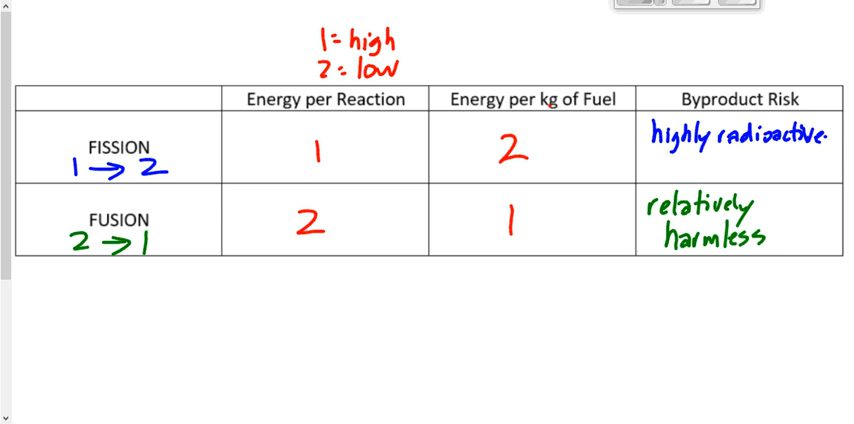 1 = high
2 = low
Energy per Reaction Energy per kg of Fuel Byproduct Risk
FISSION
1 → 2
1
2
highly radioactive.
FUSION
2 → 1
2
1
relatively
harmless